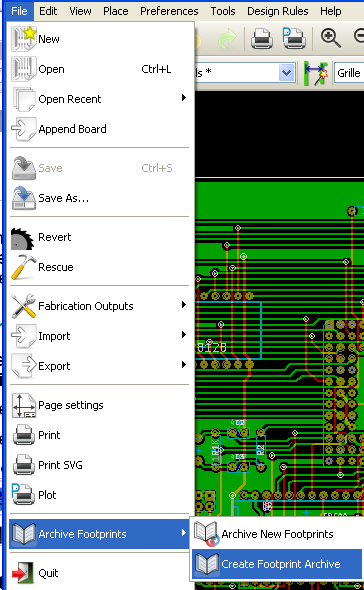 File Edit View Place Preferences Tools Design Rules Help
New
Open Ctrl+L
Open Recent
Append Board
Save Ctrl+S
Save As...
Revert
Rescue
Fabrication Outputs
Import
Export
Page settings
Print
Print SVG
Plot
Archive Footprints
Quit
Archive New Footprints
Create Footprint Archive
ls *
Grille